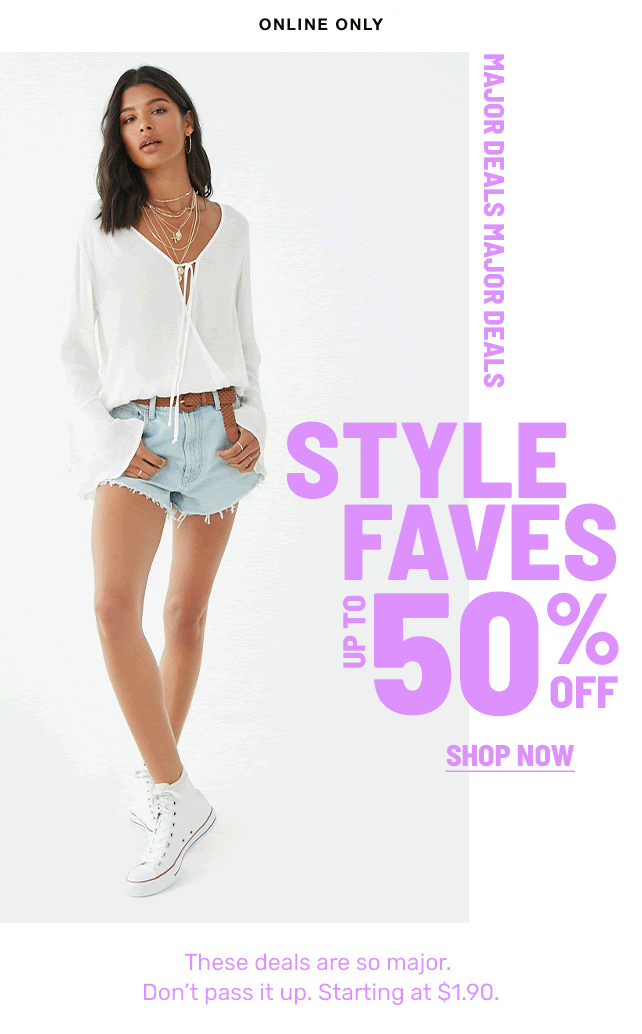 ONLINE ONLY
MAJOR DEALS MAJOR DEALS
STYLE
FAVES
UP TO
50%
OFF
SHOP NOW
These deals are so major.
Don’t pass it up. Starting at $1.90.